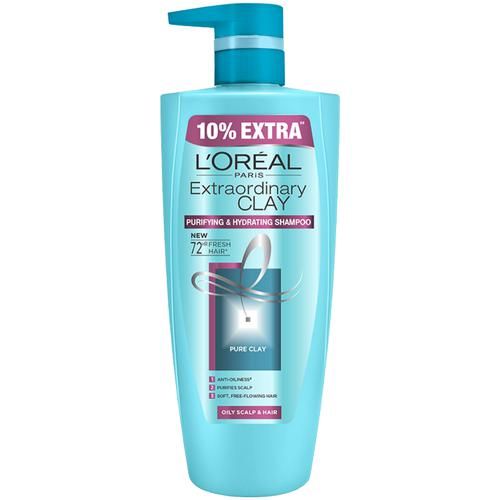 10% EXTRA**
L'ORÉAL
PARIS
Extraordinary
CLAY
PURIFYING & HYDRATING SHAMPOO
NEW
72HR FRESH
HAIR*
PURE CLAY
1 ANTI-OILINESS#
2 PURIFIES SCALP
3 SOFT, FREE-FLOWING HAIR
OILY SCALP & HAIR